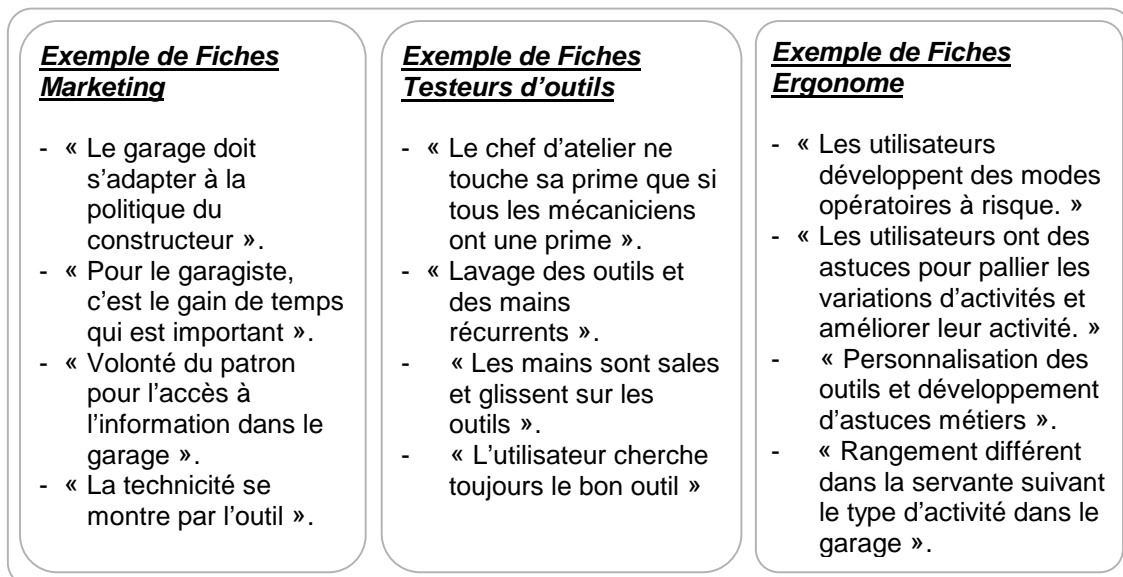 Exemple de Fiches
Marketing
- « Le garage doit
s’adapter à la
politique du
constructeur ».
- « Pour le garagiste,
c’est le gain de temps
qui est important ».
- « Volonté du patron
pour l’accès à
l’information dans le
garage ».
- « La technicité se
montre par l’outil ».
Exemple de Fiches
Testeurs d’outils
- « Le chef d’atelier ne
touche sa prime que si
tous les mécaniciens
ont une prime ».
- « Lavage des outils et
des mains
récurrents ».
- « Les mains sont sales
et glissent sur les
outils ».
- « L’utilisateur cherche
toujours le bon outil »
Exemple de Fiches
Ergonome
- « Les utilisateurs
développent des modes
opératoires à risque. »
- « Les utilisateurs ont des
astuces pour pallier les
variations d’activités et
améliorer leur activité. »
- « Personnalisation des
outils et développement
d’astuces métiers ».
- « Rangement différent
dans la servante suivant
le type d’activité dans le
garage ».